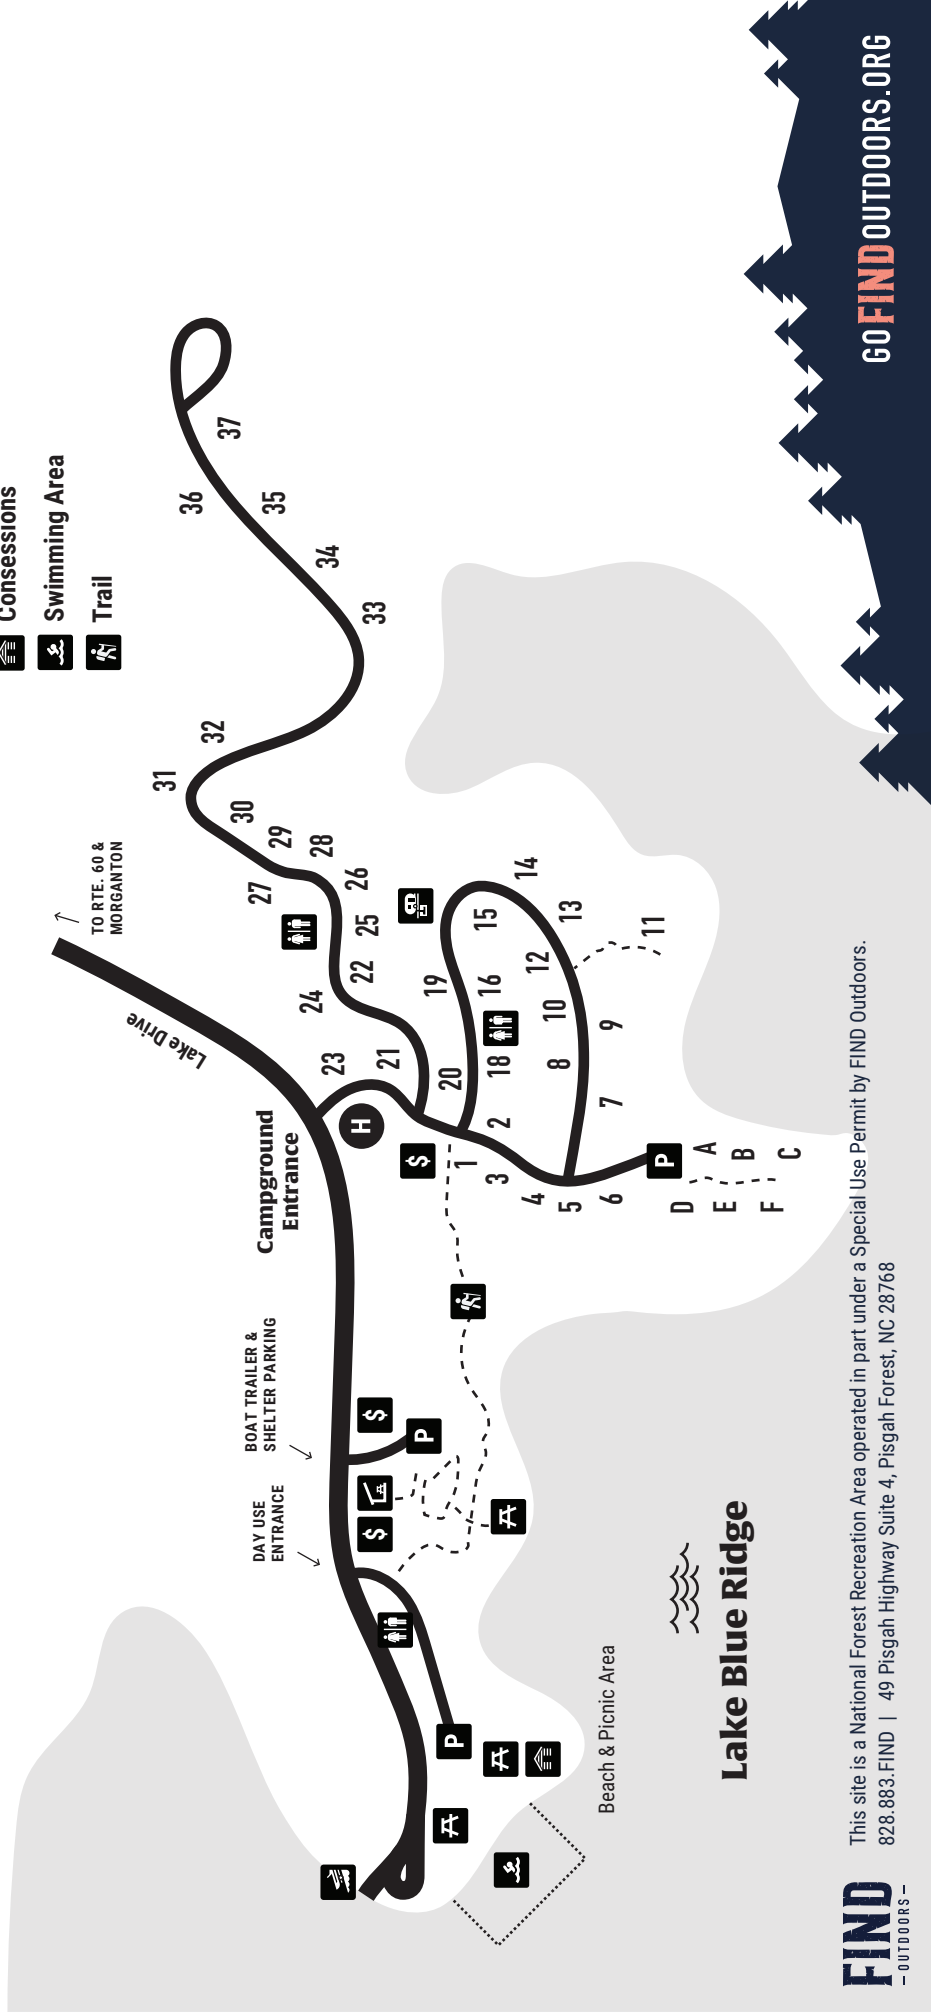 Consessions
Swimming Area
Trail
TO RTE. 60 &
MORGANTON
Lake Drive
Campground
Entrance
BOAT TRAILER &
SHELTER PARKING
DAY USE
ENTRANCE
37
36
35
34
33
32
31
30
29
28
27
26
25
24
22
23
21
H
$
20
19
18
16
15
14
13
12
11
10
9
8
7
2
1
3
4
5
6
P
A
B
C
D
E
F
$
P
$
P
Beach & Picnic Area
Lake Blue Ridge
This site is a National Forest Recreation Area operated in part under a Special Use Permit by FIND Outdoors.
828.883.FIND | 49 Pisgah Highway Suite 4, Pisgah Forest, NC 28768
FIND
OUTDOORS
GOFINDOUTDOORS.ORG